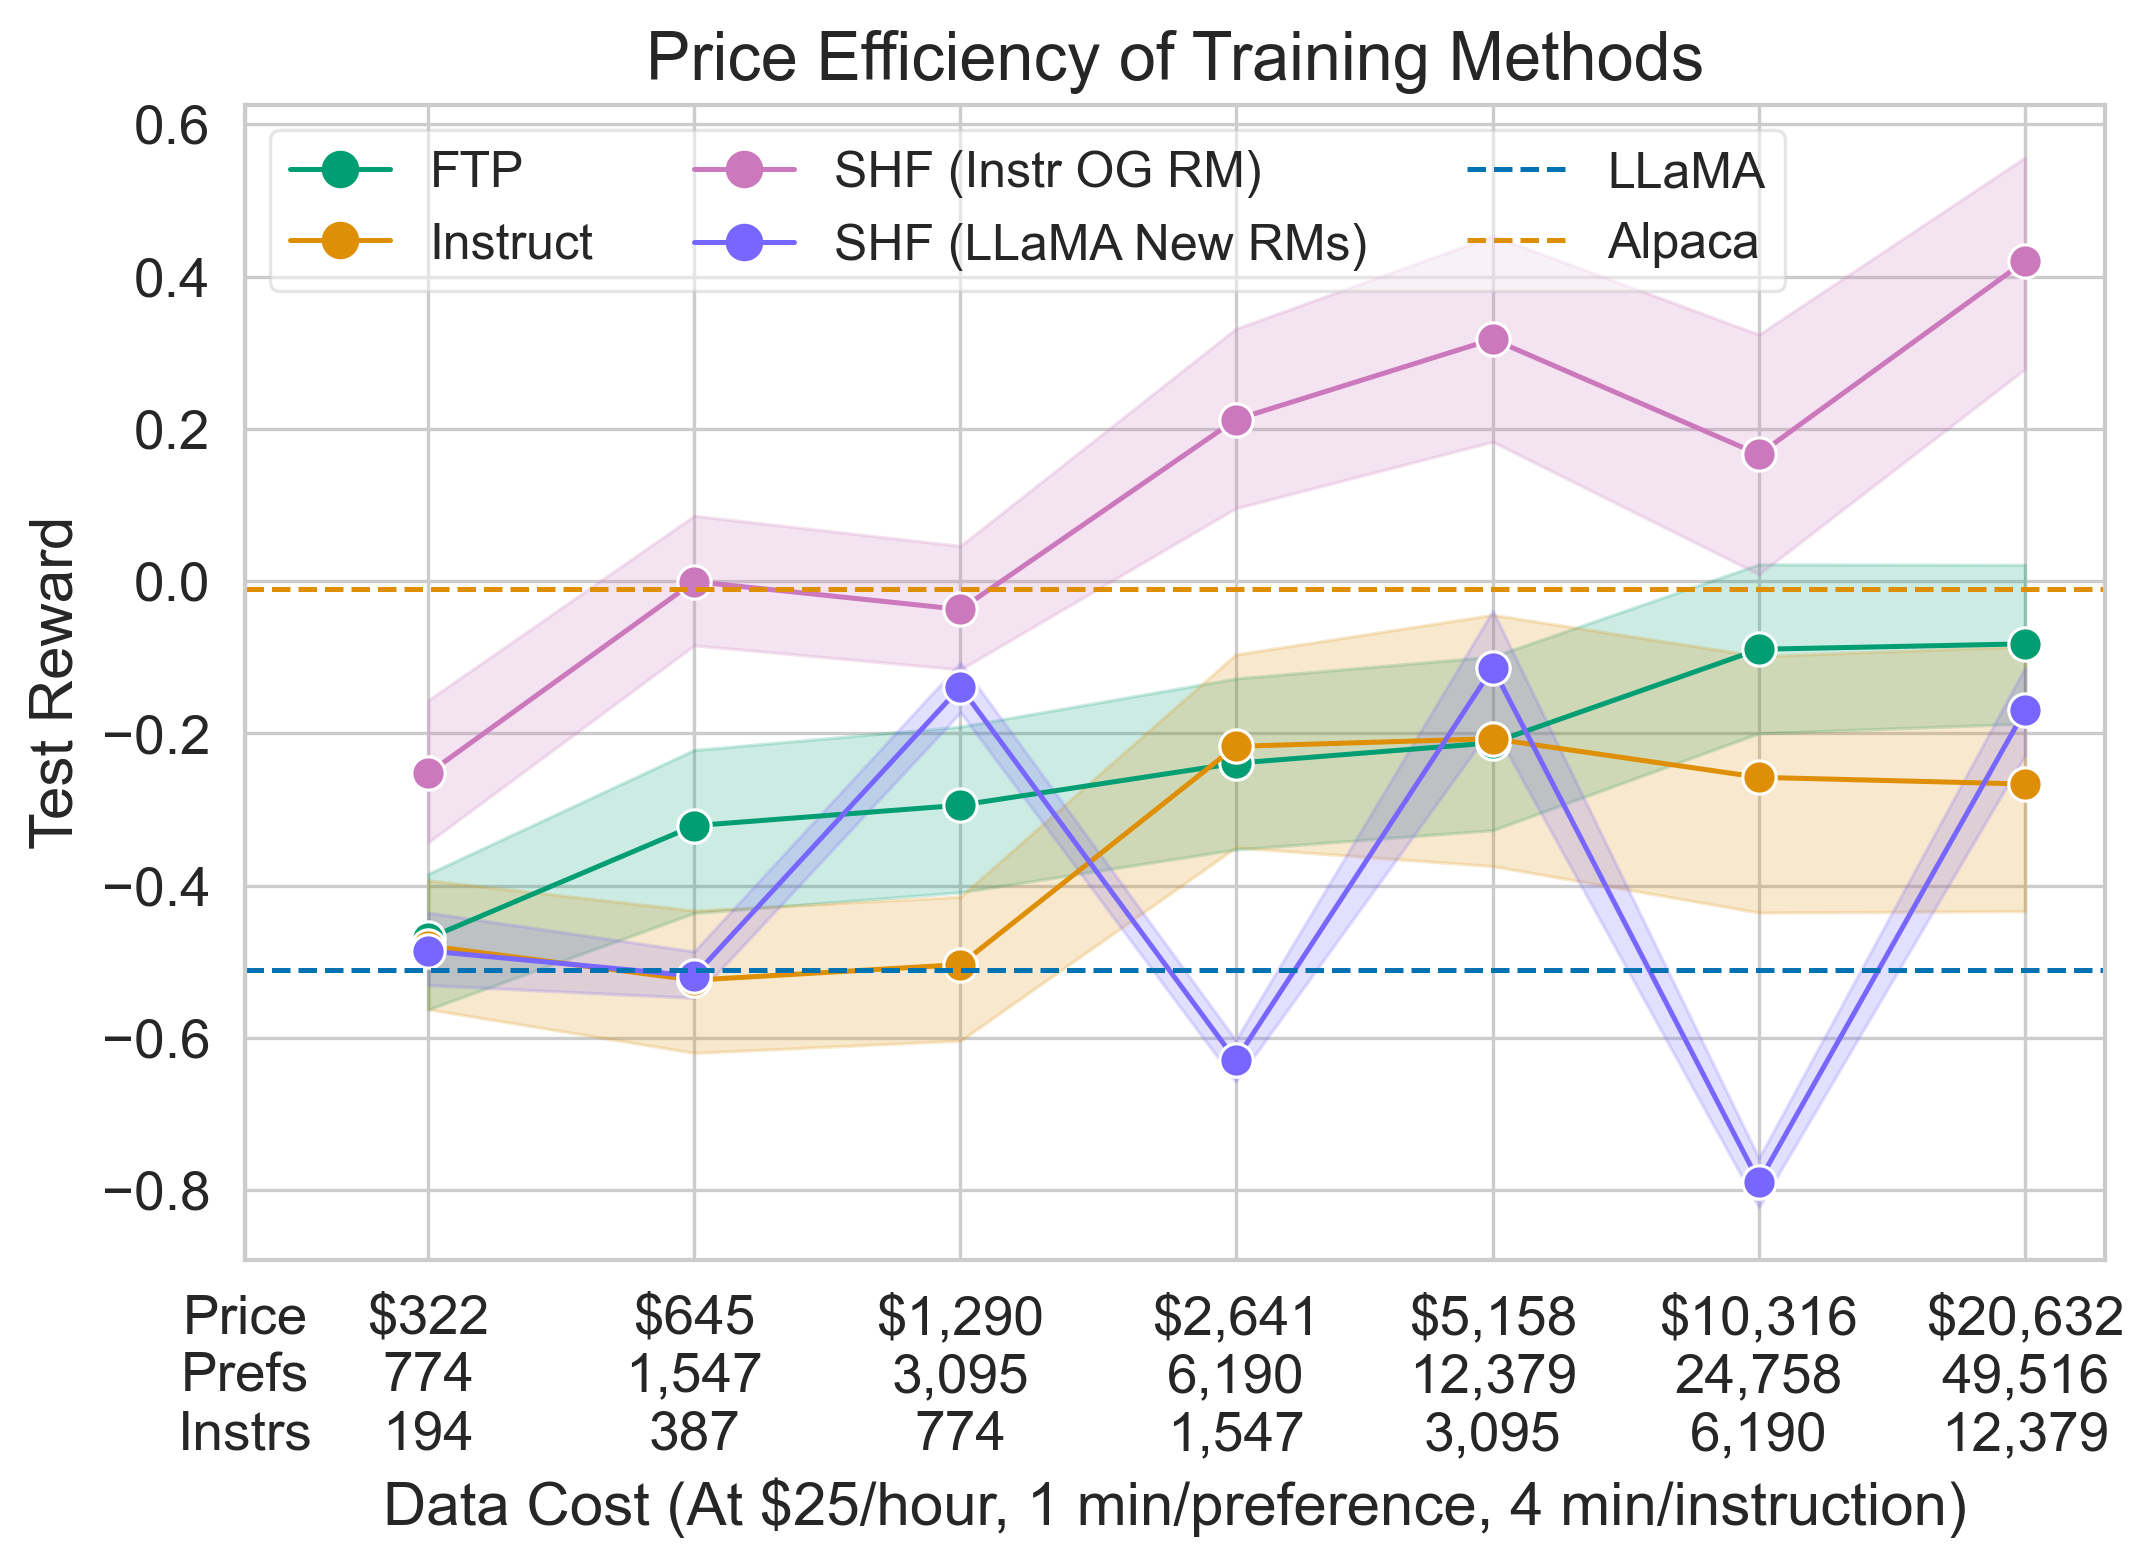 Price Efficiency of Training Methods
FTP
Instruct
SHF (Instr OG RM)
SHF (LLaMA New RMs)
LLaMA
Alpaca
Test Reward
0.6
0.4
0.2
0.0
−0.2
−0.4
−0.6
−0.8
Price $322 $645 $1,290 $2,641 $5,158 $10,316 $20,632
Prefs 774 1,547 3,095 6,190 12,379 24,758 49,516
Instrs 194 387 774 1,547 3,095 6,190 12,379
Data Cost (At $25/hour, 1 min/preference, 4 min/instruction)